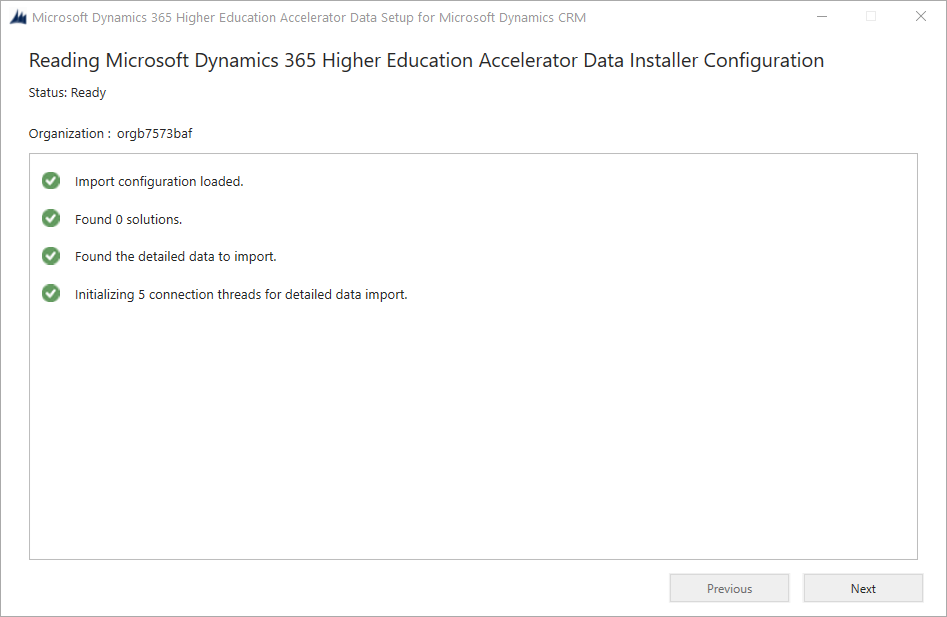 Microsoft Dynamics 365 Higher Education Accelerator Data Setup for Microsoft Dynamics CRM
Reading Microsoft Dynamics 365 Higher Education Accelerator Data Installer Configuration
Status: Ready
Organization : orgb7573baf
Import configuration loaded.
Found 0 solutions.
Found the detailed data to import.
Initializing 5 connection threads for detailed data import.
Previous
Next